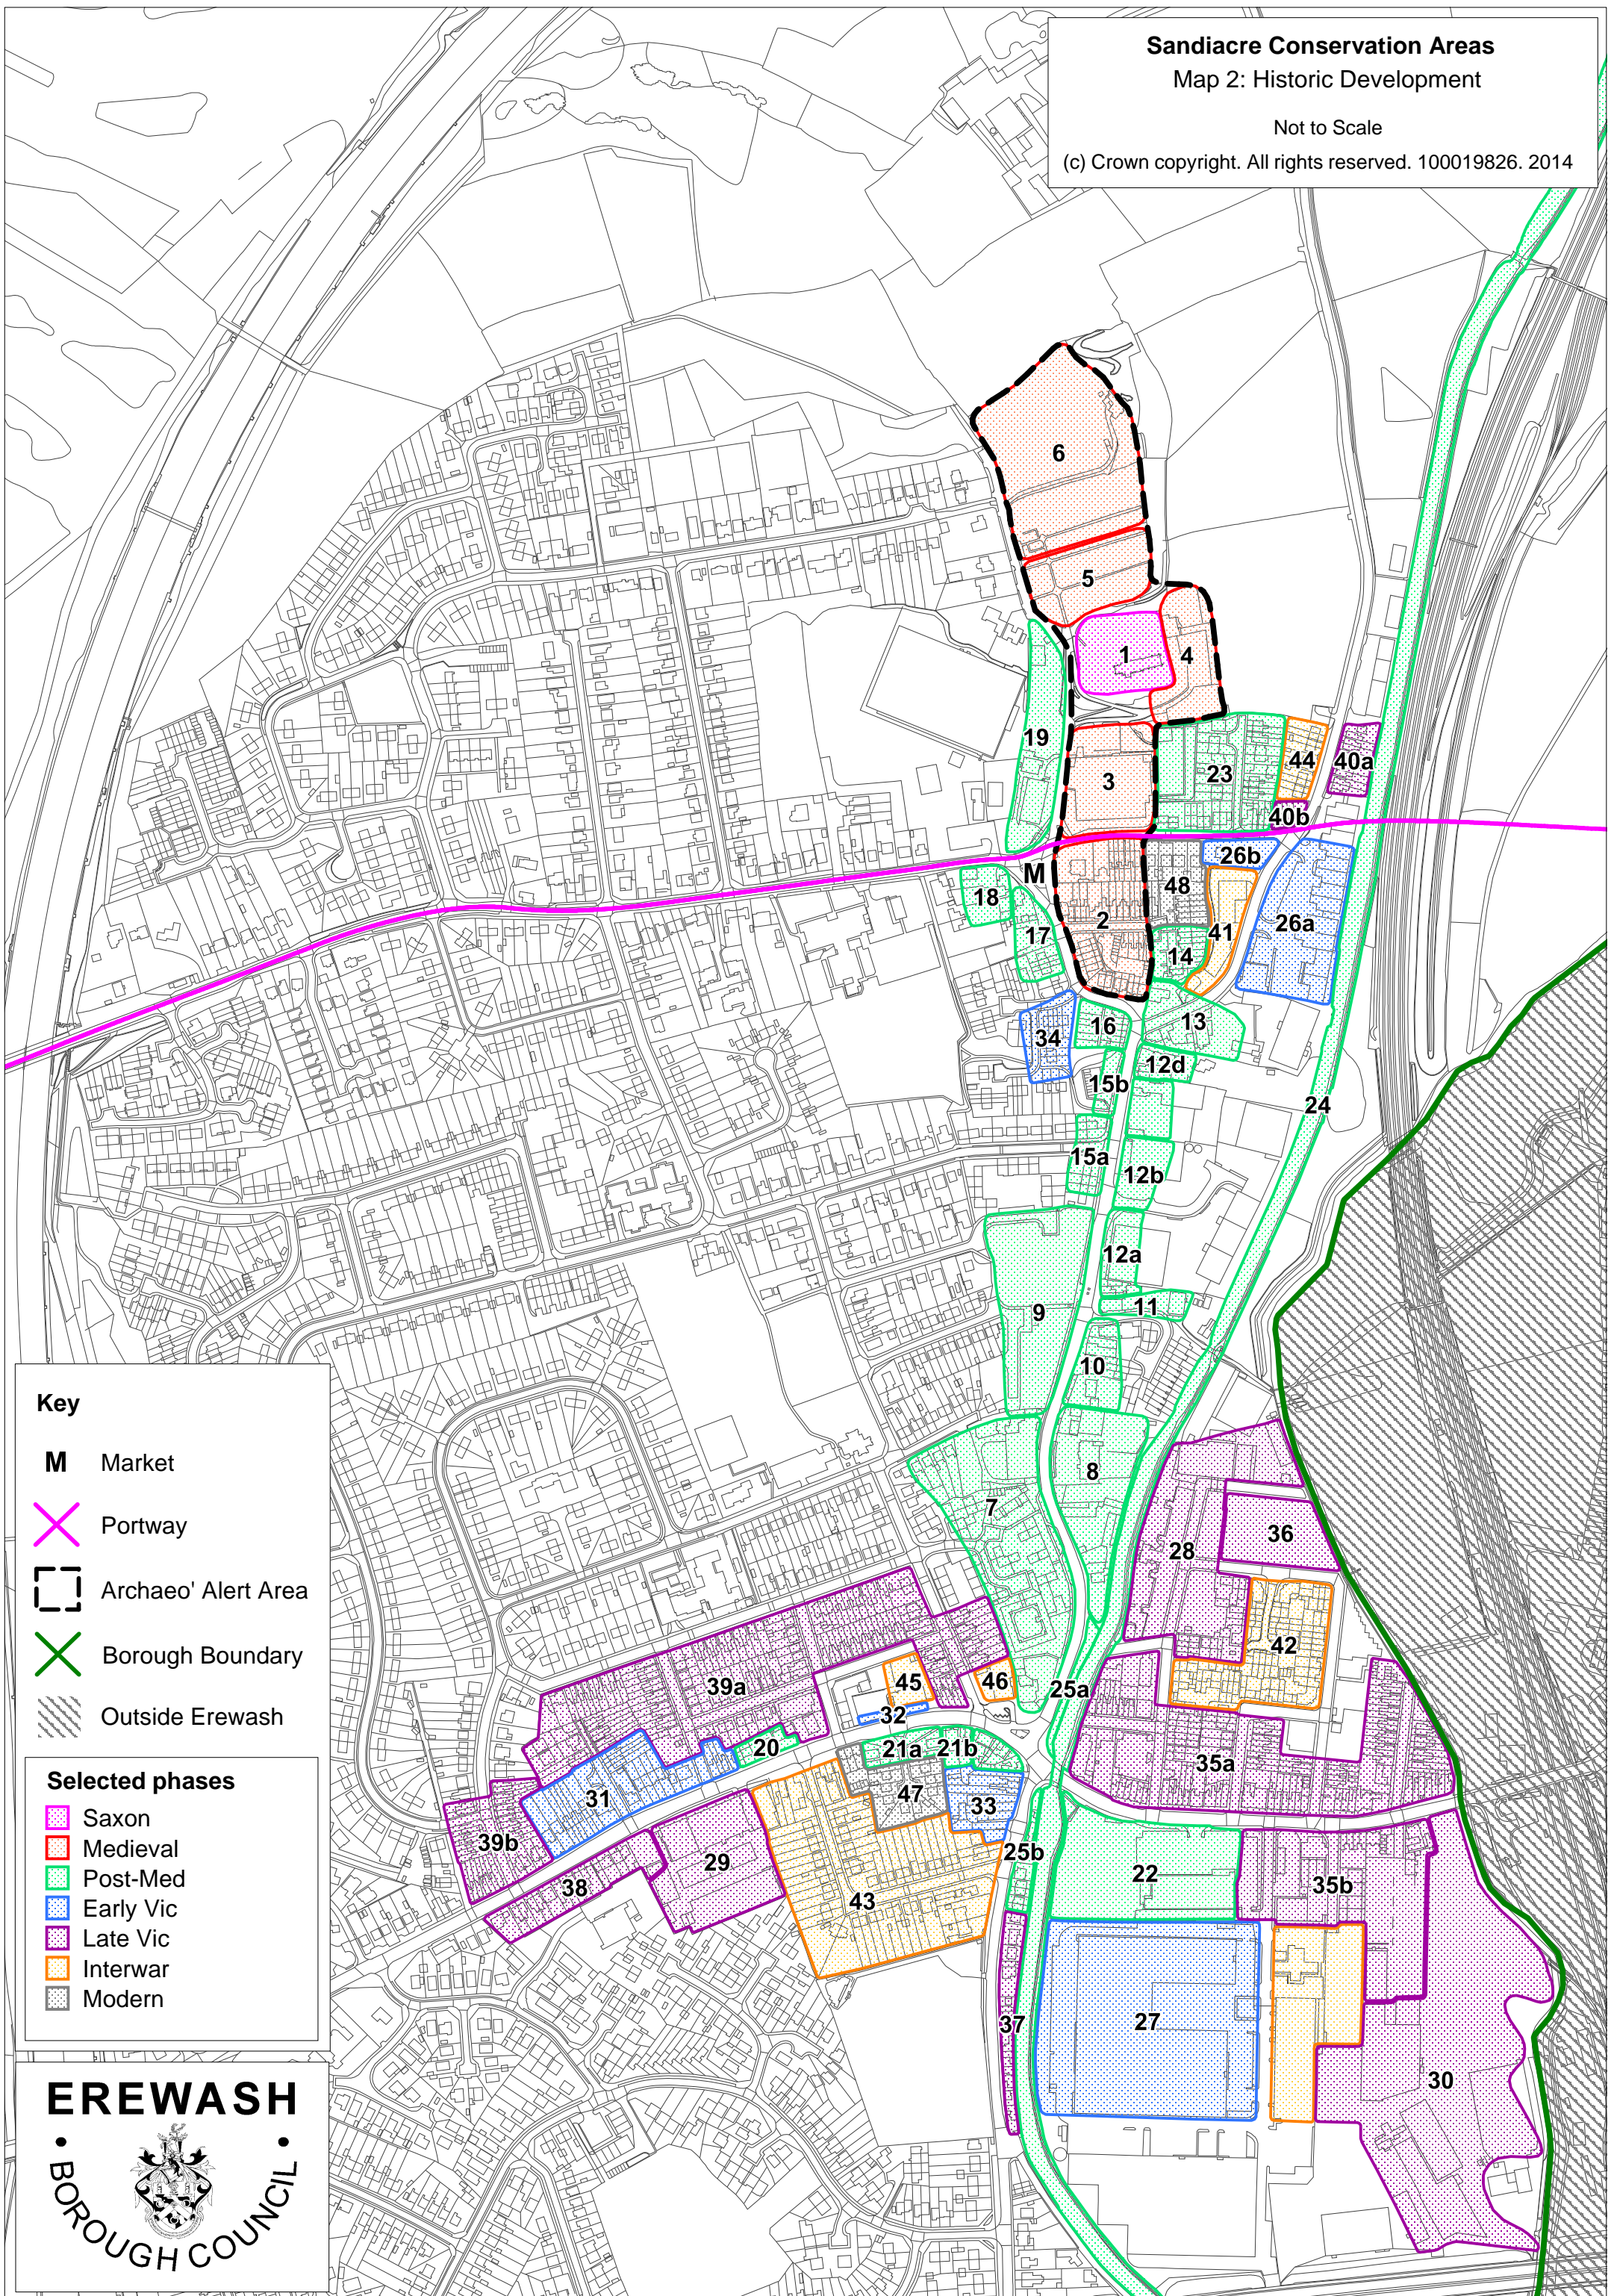 Sandiacre Conservation Areas
Map 2: Historic Development
Not to Scale
(c) Crown copyright. All rights reserved. 100019826. 2014
6
5
1
4
19
3
23
44
40a
40b
M
26b
18
48
2
17
41
26a
14
34
16
13
12d
15b
24
15a
12b
12a
9
11
10
8
7
28
36
42
39a
45
46
25a
32
20
21a
21b
35a
31
47
33
39b
29
25b
38
43
22
35b
37
27
30
Key
M Market
Portway
Archaeo' Alert Area
Borough Boundary
Outside Erewash
Selected phases
Saxon
Medieval
Post-Med
Early Vic
Late Vic
Interwar
Modern
EREWASH
• BOROUGH COUNCIL •